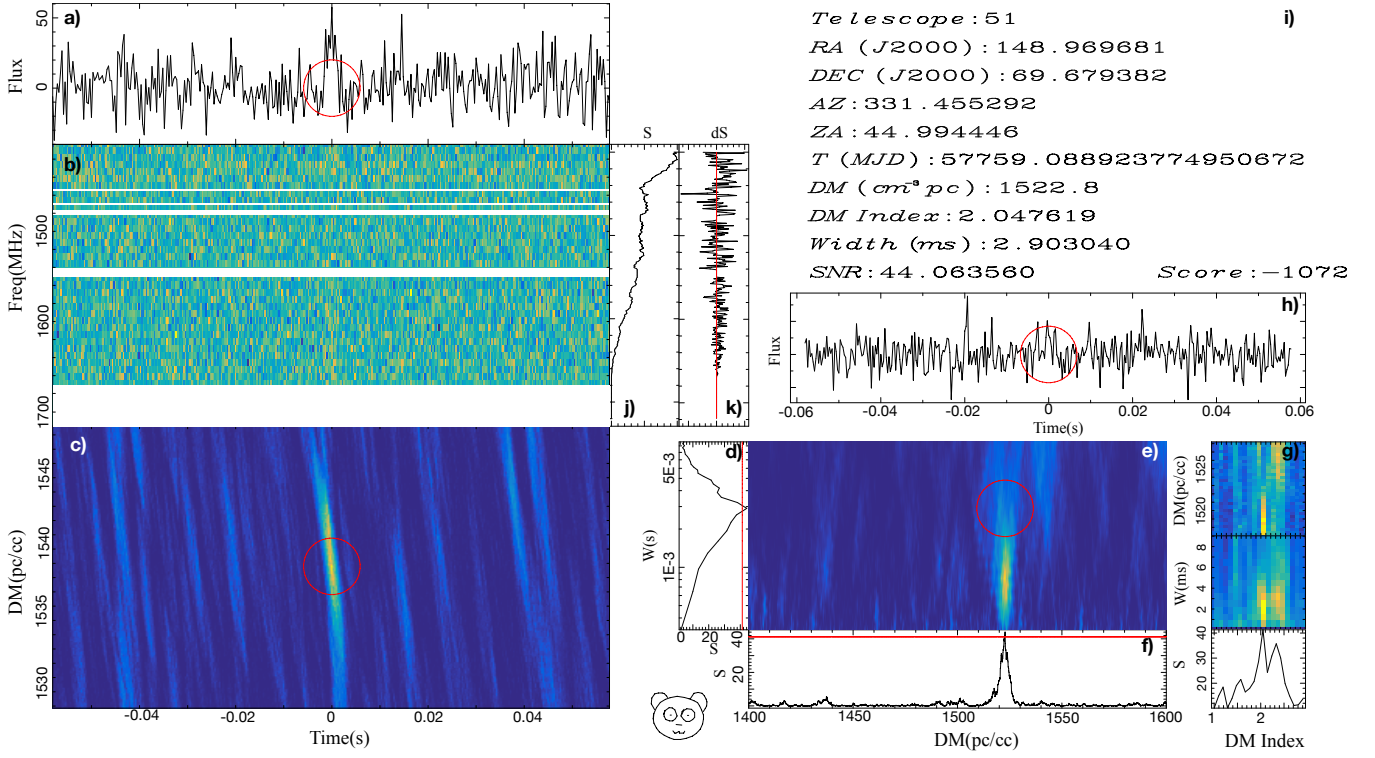 a)
50
0
Flux
b)
1500
1600
1700
Freq(MHz)
S
dS
j)
k)
i)
Telescope:51
RA (J2000):148.969681
DEC (J2000):69.679382
AZ:331.455292
ZA:44.994446
T (MJD):57759.088923774950672
DM (cm³ pc):1522.8
DM Index:2.047619
Width (ms):2.903040
SNR:44.063560
Score:−1072
h)
Flux
-0.06
-0.04
-0.02
0
0.02
0.04
0.06
Time(s)
c)
1545
1540
1535
1530
DM(pc/cc)
-0.04
-0.02
0
0.02
0.04
Time(s)
d)
5E-3
1E-3
W(s)
0
20
40
S
e)
f)
40
20
S
1400
1450
1500
1550
1600
DM(pc/cc)
g)
1525
1520
DM(pc/cc)
8
6
4
2
W(ms)
40
30
20
S
1
2
DM Index